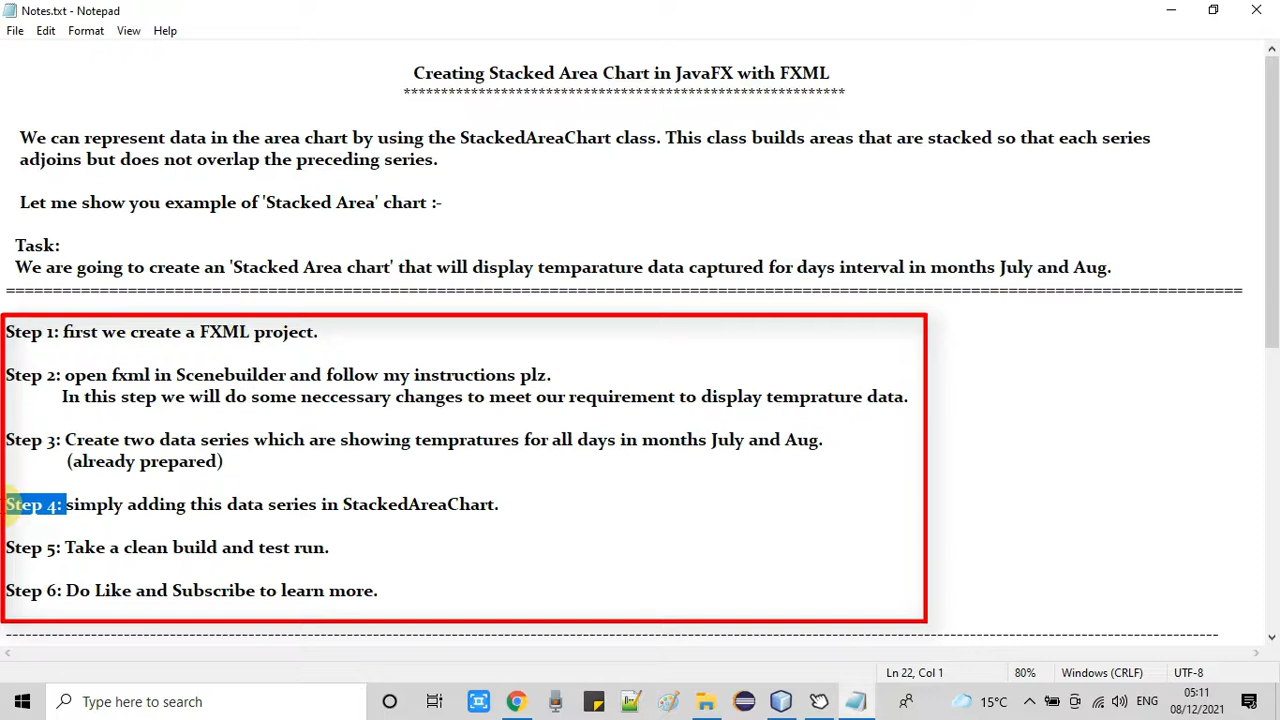 Notes.txt - Notepad
File Edit Format View Help
Creating Stacked Area Chart in JavaFX with FXML
***********************************************************
We can represent data in the area chart by using the StackedAreaChart class. This class builds areas that are stacked so that each series
adjoins but does not overlap the preceding series.
Let me show you example of 'Stacked Area' chart :-
Task:
We are going to create an 'Stacked Area chart' that will display temparature data captured for days interval in months July and Aug.
Step 1: first we create a FXML project.
Step 2: open fxml in Scenebuilder and follow my instructions plz.
In this step we will do some neccessary changes to meet our requirement to display temprature data.
Step 3: Create two data series which are showing tempratures for all days in months July and Aug.
(already prepared)
Step 4: simply adding this data series in StackedAreaChart.
Step 5: Take a clean build and test run.
Step 6: Do Like and Subscribe to learn more.
Ln 22, Col 1 80% Windows (CRLF) UTF-8
Type here to search 15°C ENG 05:11
08/12/2021